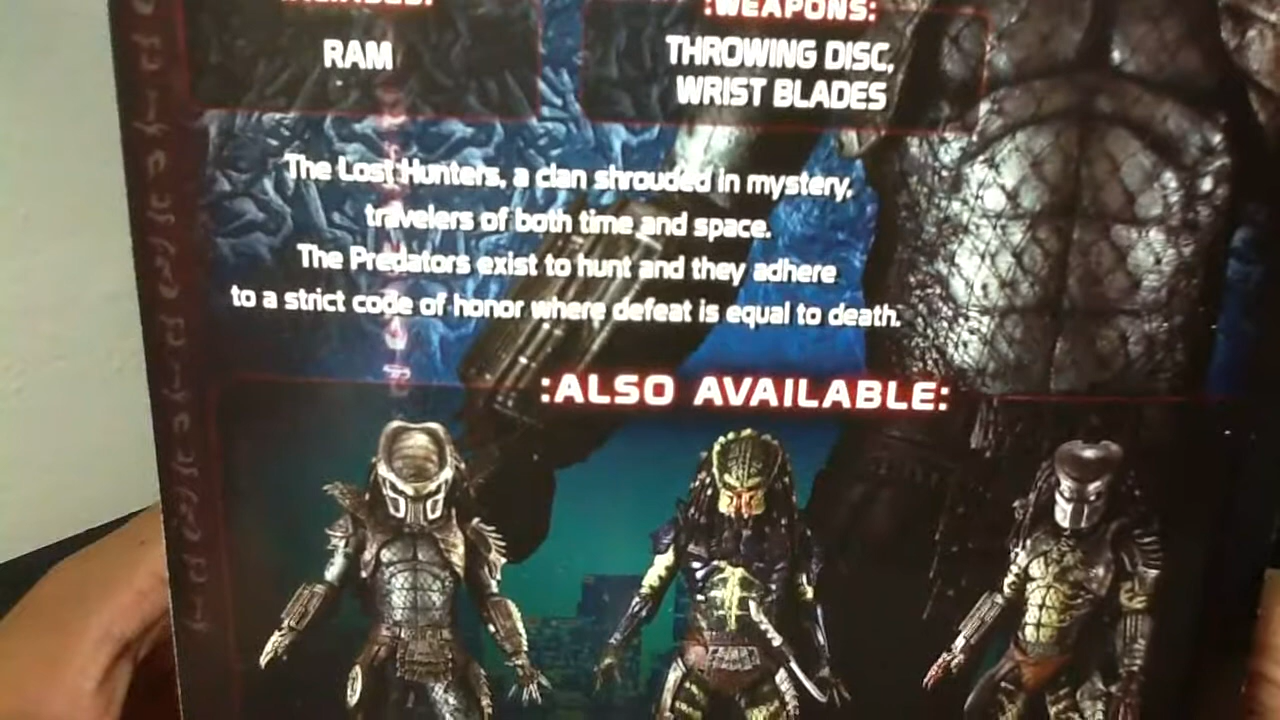 :WEAPONS:
RAM
THROWING DISC,
WRIST BLADES
The Lost Hunters, a clan shrouded in mystery,
travelers of both time and space.
The Predators exist to hunt and they adhere
to a strict code of honor where defeat is equal to death.
:ALSO AVAILABLE: